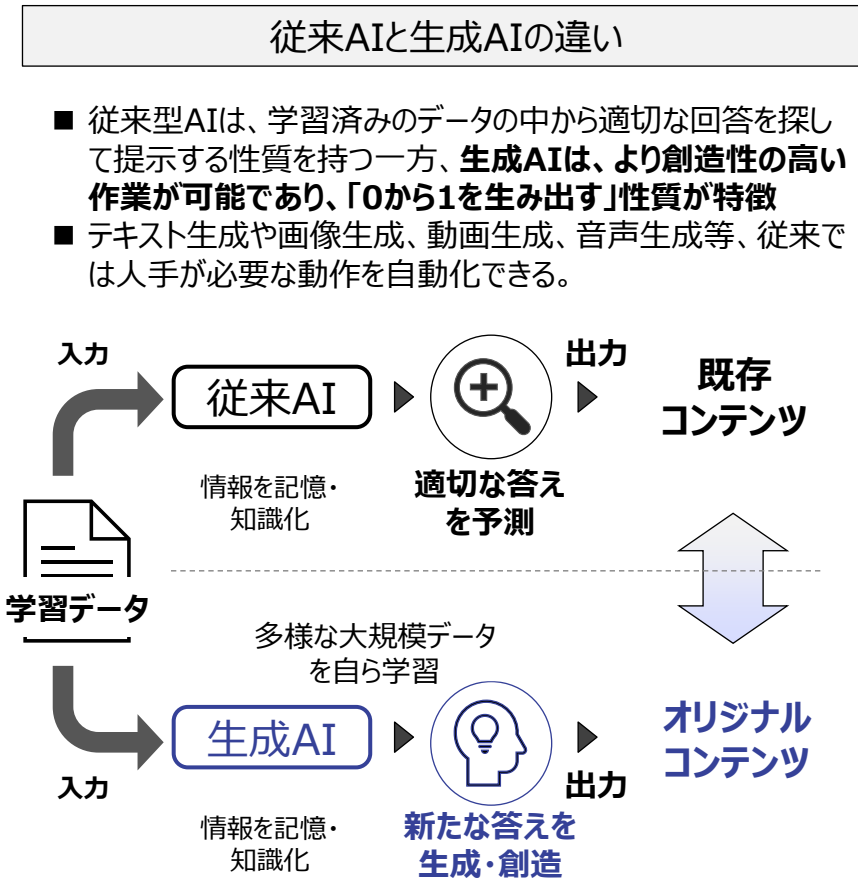 従来AIと生成AIの違い
■ 従来型AIは、学習済みのデータの中から適切な回答を探し
て提示する性質を持つ一方、生成AIは、より創造性の高い
作業が可能であり、「0から1を生み出す」性質が特徴
■ テキスト生成や画像生成、動画生成、音声生成等、従来で
は人手が必要な動作を自動化できる。
入力
従来AI
出力
既存
コンテンツ
情報を記憶・
知識化
適切な答え
を予測
学習データ
多様な大規模データ
を自ら学習
生成AI
オリジナル
コンテンツ
入力
出力
情報を記憶・
知識化
新たな答えを
生成・創造